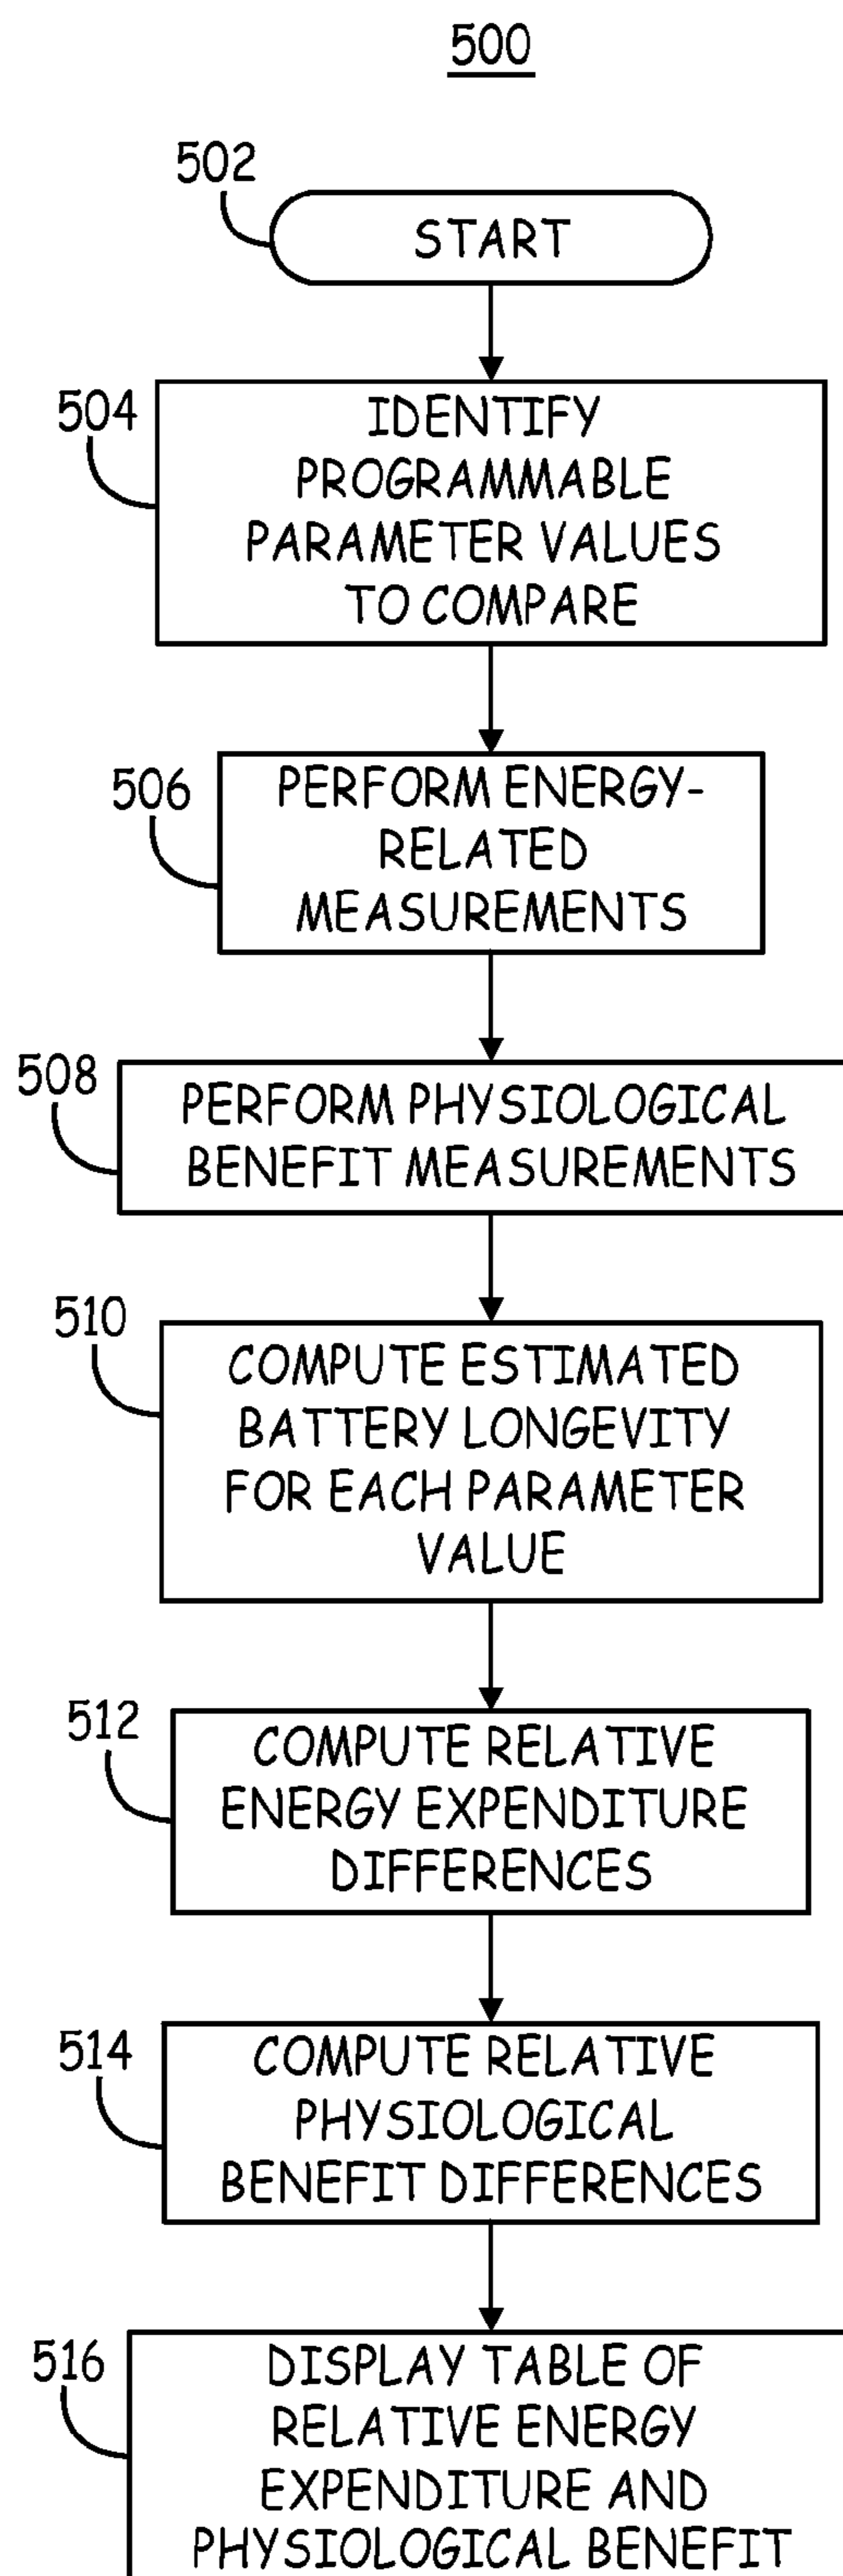 500
502
START
504
IDENTIFY
PROGRAMMABLE
PARAMETER VALUES
TO COMPARE
506
PERFORM ENERGY-
RELATED
MEASUREMENTS
508
PERFORM PHYSIOLOGICAL
BENEFIT MEASUREMENTS
510
COMPUTE ESTIMATED
BATTERY LONGEVITY
FOR EACH PARAMETER
VALUE
512
COMPUTE RELATIVE
ENERGY EXPENDITURE
DIFFERENCES
514
COMPUTE RELATIVE
PHYSIOLOGICAL
BENEFIT DIFFERENCES
516
DISPLAY TABLE OF
RELATIVE ENERGY
EXPENDITURE AND
PHYSIOLOGICAL BENEFIT